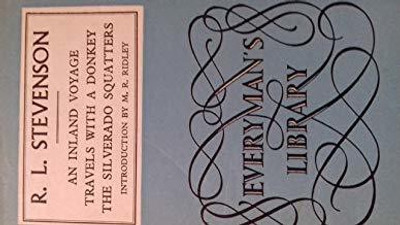 R. L. STEVENSON
AN INLAND VOYAGE
TRAVELS WITH A DONKEY
THE SILVERADO SQUATTERS
INTRODUCTION BY M. R. RIDLEY
EVERYMAN'S
LIBRARY